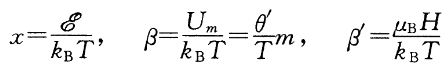 x = \frac{\mathscr{E}}{k_B T}, \quad \beta = \frac{U_m}{k_B T} = \frac{\theta'}{T} m, \quad \beta' = \frac{\mu_B H}{k_B T}